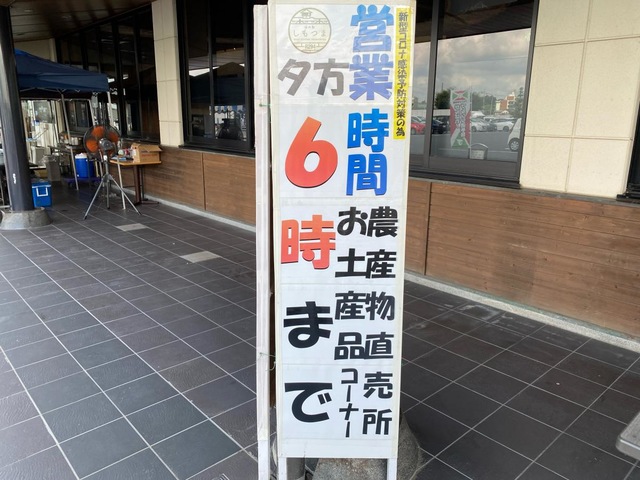 新型コロナ感染予防対策の為
営業時間
農産物直売所
お土産品コーナー
夕方
6時まで
しもつま